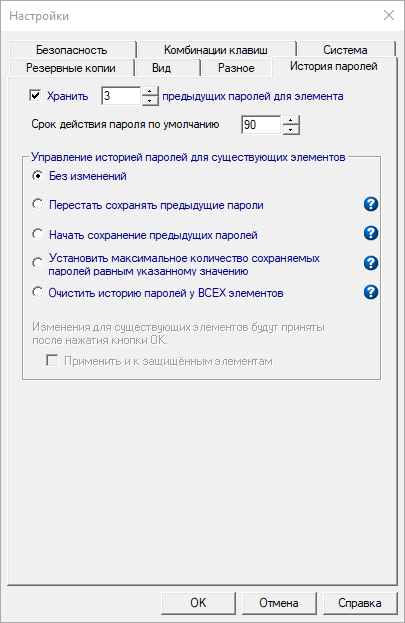 Настройки
Безопасность Комбинации клавиш Система
Резервные копии Вид Разное История паролей
Хранить 3 предыдущих паролей для элемента
Срок действия пароля по умолчанию 90
Управление историей паролей для существующих элементов
Без изменений
Перестать сохранять предыдущие пароли ?
Начать сохранение предыдущих паролей ?
Установить максимальное количество сохраняемых
паролей равным указанному значению ?
Очистить историю паролей у ВСЕХ элементов ?
Изменения для существующих элементов будут приняты
после нажатия кнопки OK.
Применить и к защищённым элементам
OK Отмена Справка